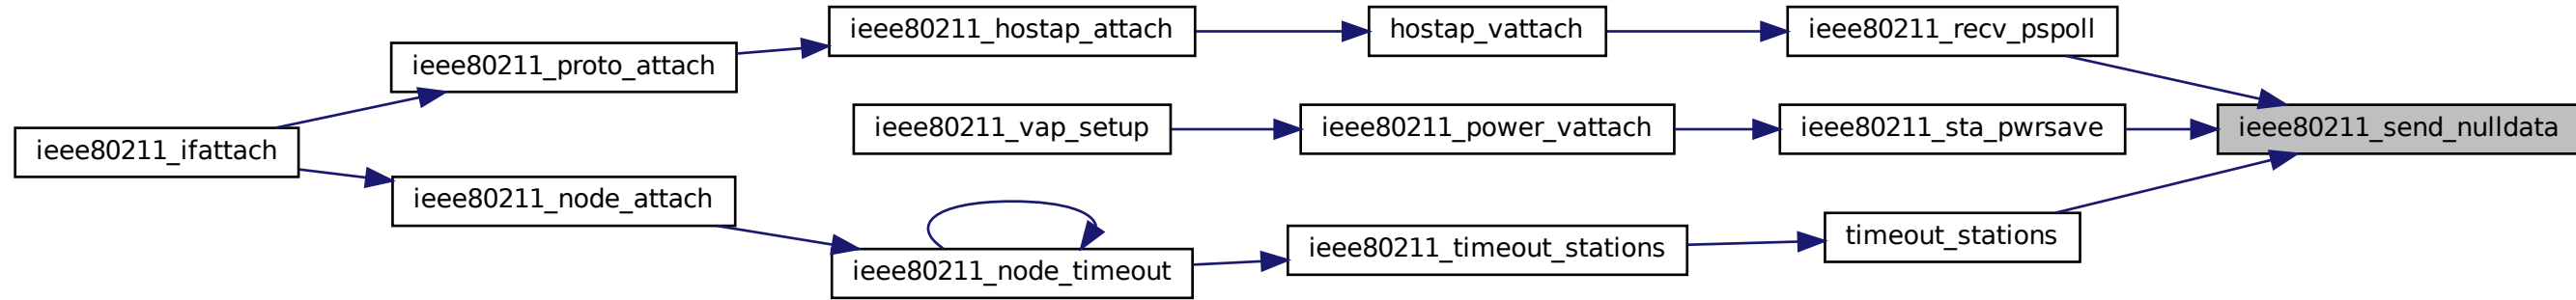 ieee80211_hostap_attach
hostap_vattach
ieee80211_recv_pspoll
ieee80211_proto_attach
ieee80211_vap_setup
ieee80211_power_vattach
ieee80211_sta_pwrsave
ieee80211_send_nulldata
ieee80211_ifattach
ieee80211_node_attach
ieee80211_node_timeout
ieee80211_timeout_stations
timeout_stations